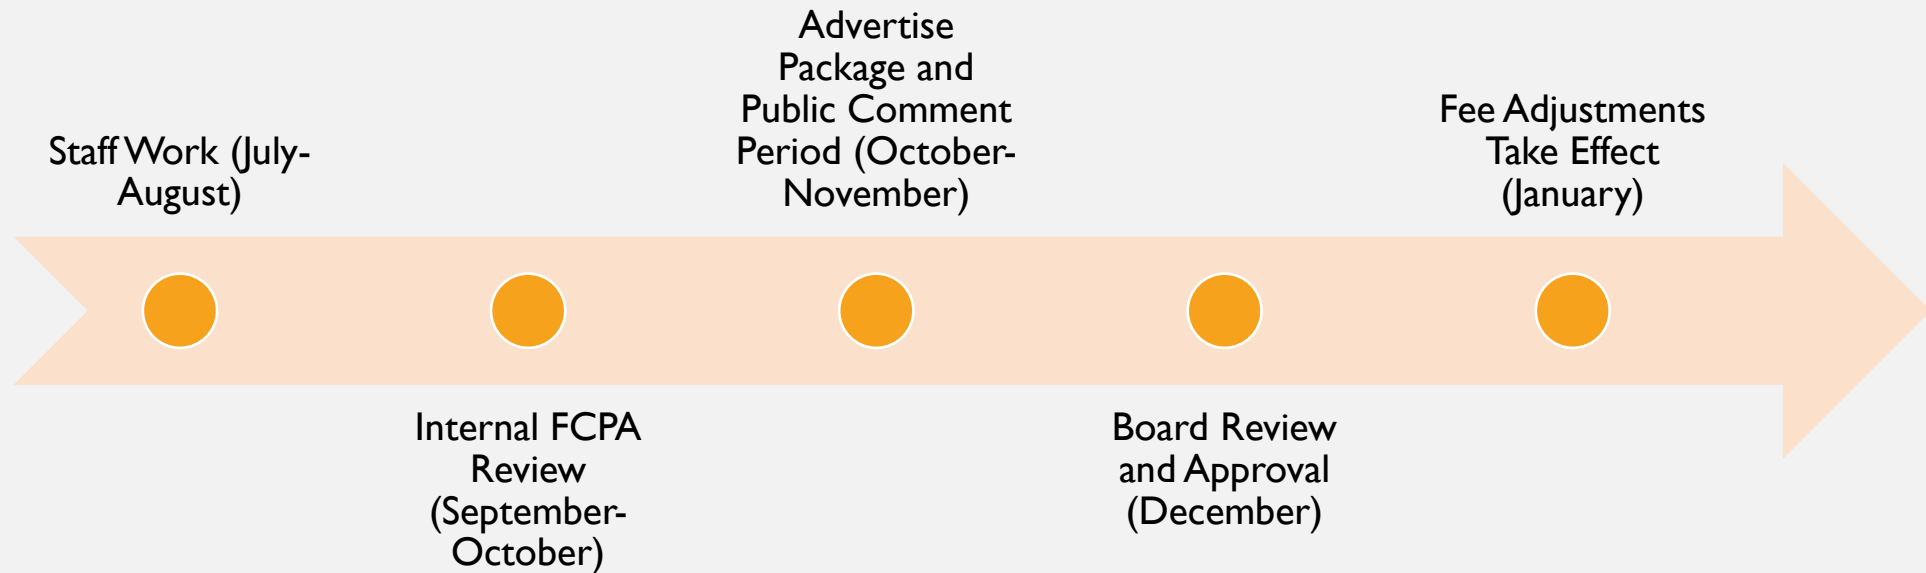 Staff Work (July-
August)
Internal FCPA
Review
(September-
October)
Advertise
Package and
Public Comment
Period (October-
November)
Board Review
and Approval
(December)
Fee Adjustments
Take Effect
(January)